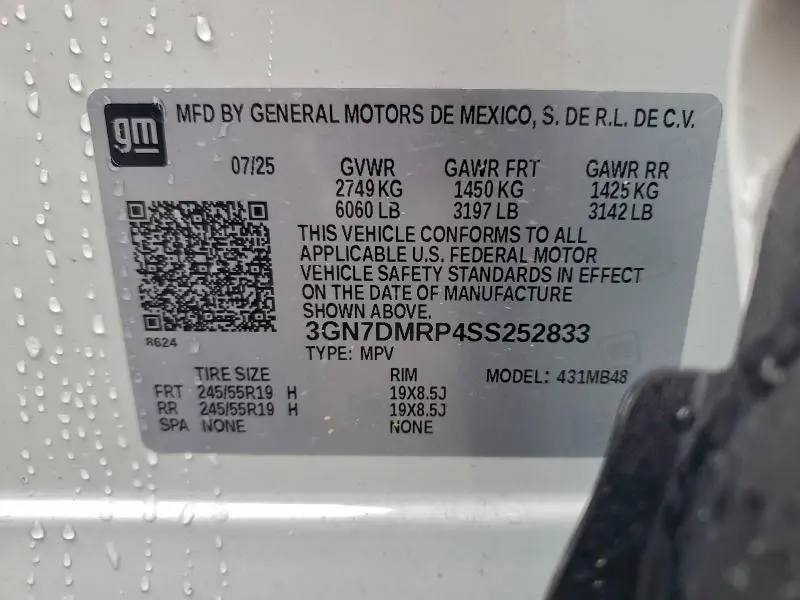 gm
MFD BY GENERAL MOTORS DE MEXICO, S. DE R.L. DE C.V.
07/25 GVWR GAWR FRT GAWR RR
2749 KG 1450 KG 1425 KG
6060 LB 3197 LB 3142 LB
THIS VEHICLE CONFORMS TO ALL
APPLICABLE U.S. FEDERAL MOTOR
VEHICLE SAFETY STANDARDS IN EFFECT
ON THE DATE OF MANUFACTURE
SHOWN ABOVE.
8624
3GN7DMRP4SS252833
TYPE: MPV
TIRE SIZE RIM MODEL: 431MB48
FRT 245/55R19 H 19X8.5J
RR 245/55R19 H 19X8.5J
SPA NONE NONE